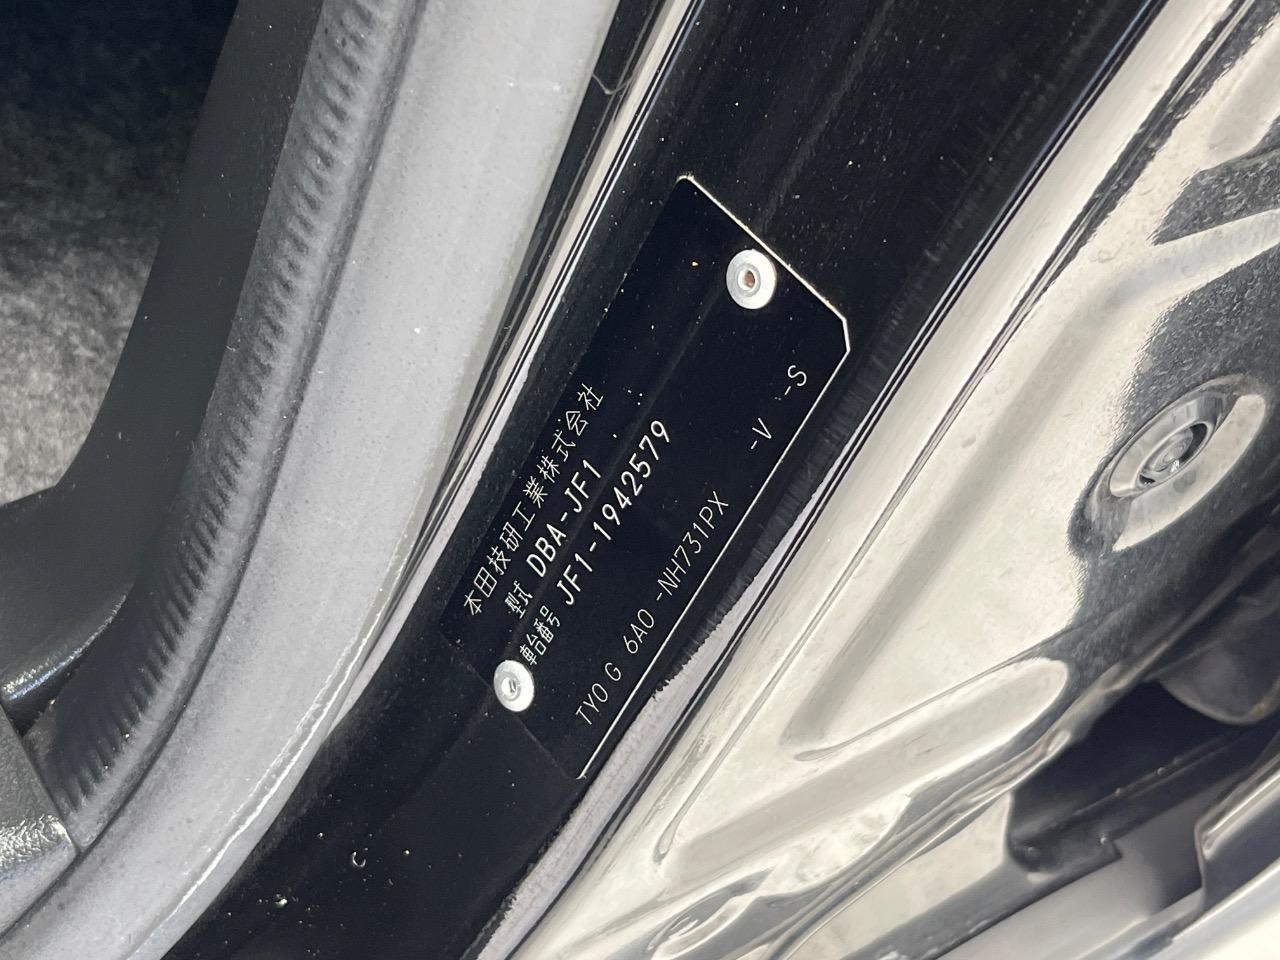 本田技研工業株式会社
型式 DBA-JF1
車台番号 JF1-1942579
TY0 G 6A0 -NH731PX -V -S